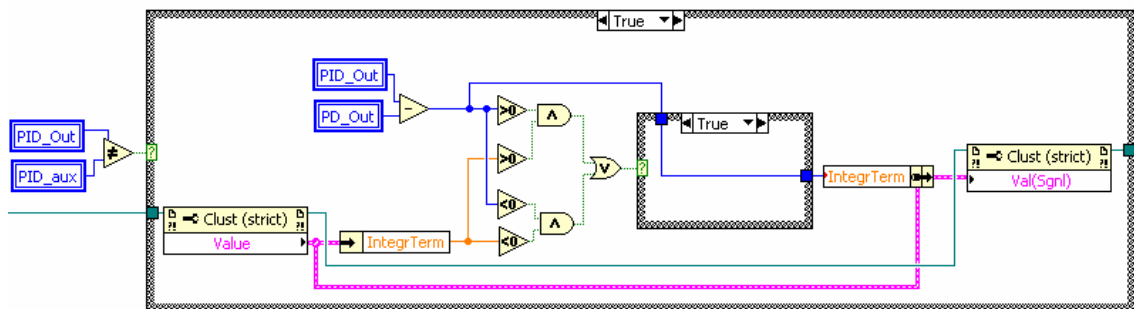 True
PID_Out
PD_Out
>0
>0
<0
<0
∧
∧
∨
True
PID_Out
PID_aux
≠
-
?
?
?! Clust (strict) ?!
Value
IntegrTerm
IntegrTerm
?! Clust (strict) ?!
Val(Sgnl)